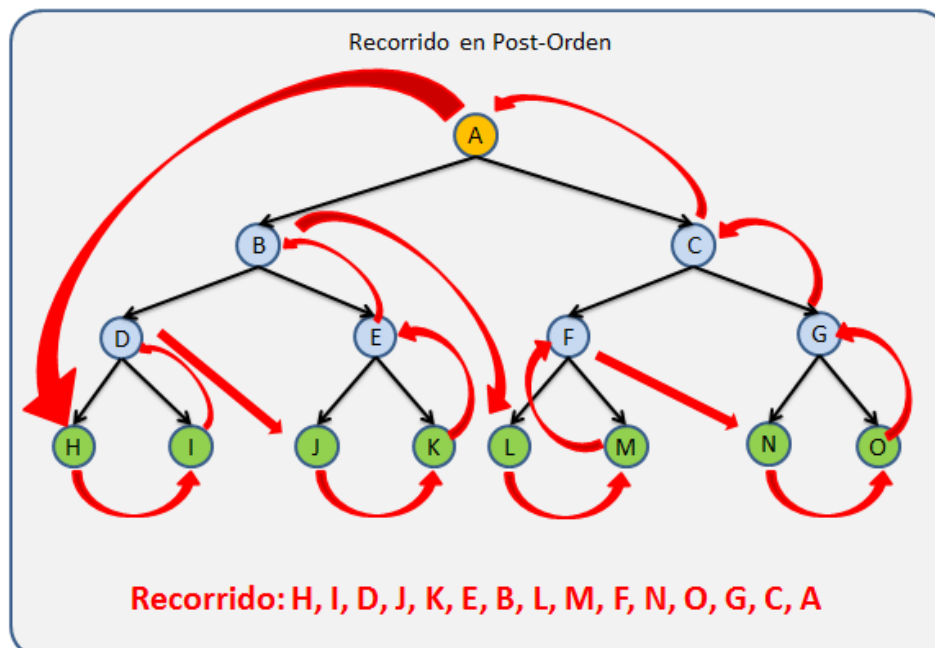 Recorrido en Post-Orden
A
B
C
D
E
F
G
H
I
J
K
L
M
N
O
Recorrido: H, I, D, J, K, E, B, L, M, F, N, O, G, C, A